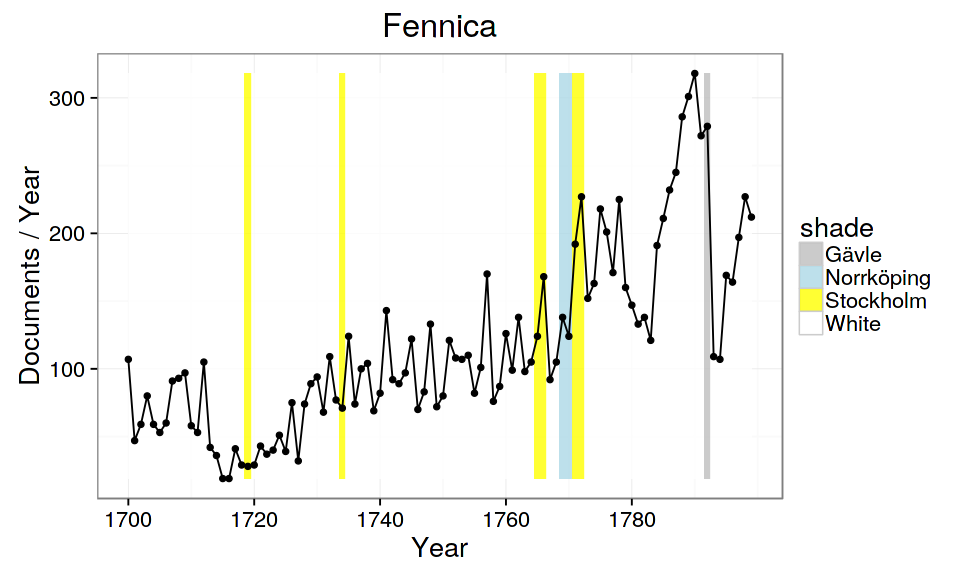 Fennica
300
200
100
Documents / Year
1700 1720 1740 1760 1780
Year
shade
Gävle
Norrköping
Stockholm
White